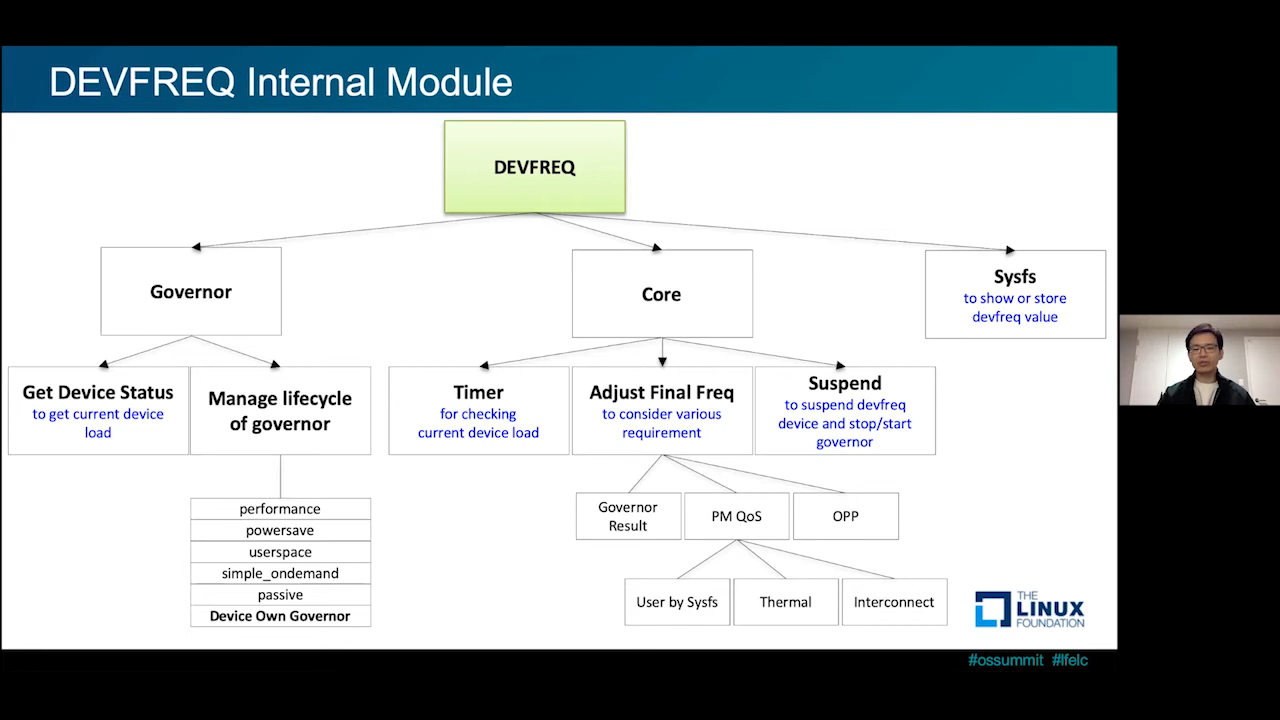 DEVFREQ Internal Module
DEVFREQ
Governor
Core
Sysfs
to show or store
devfreq value
Get Device Status
to get current device
load
Manage lifecycle
of governor
Timer
for checking
current device load
Adjust Final Freq
to consider various
requirement
Suspend
to suspend devfreq
device and stop/start
governor
performance
powersave
userspace
simple_ondemand
passive
Device Own Governor
Governor
Result
PM QoS
OPP
User by Sysfs
Thermal
Interconnect
THE
LINUX
FOUNDATION
#ossummit #lfelc